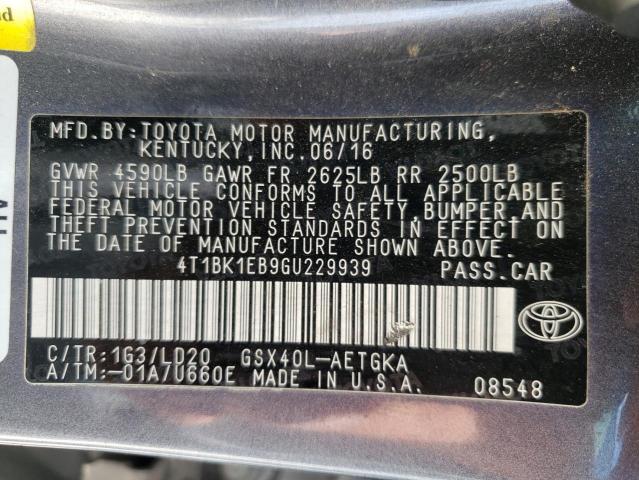 MFD.BY:TOYOTA MOTOR MANUFACTURING,
KENTUCKY,INC.06/16
GVWR 4590LB GAWR FR 2625LB RR 2500LB
THIS VEHICLE CONFORMS TO ALL APPLICABLE
FEDERAL MOTOR VEHICLE SAFETY,BUMPER,AND
THEFT PREVENTION STANDARDS IN EFFECT ON
THE DATE OF MANUFACTURE SHOWN ABOVE.
4T1BK1EB9GU229939 PASS.CAR
C/TR:1G3/LD20 GSX40L-AETGKA
A/TM:-01A/U660E MADE IN U.S.A. 08548